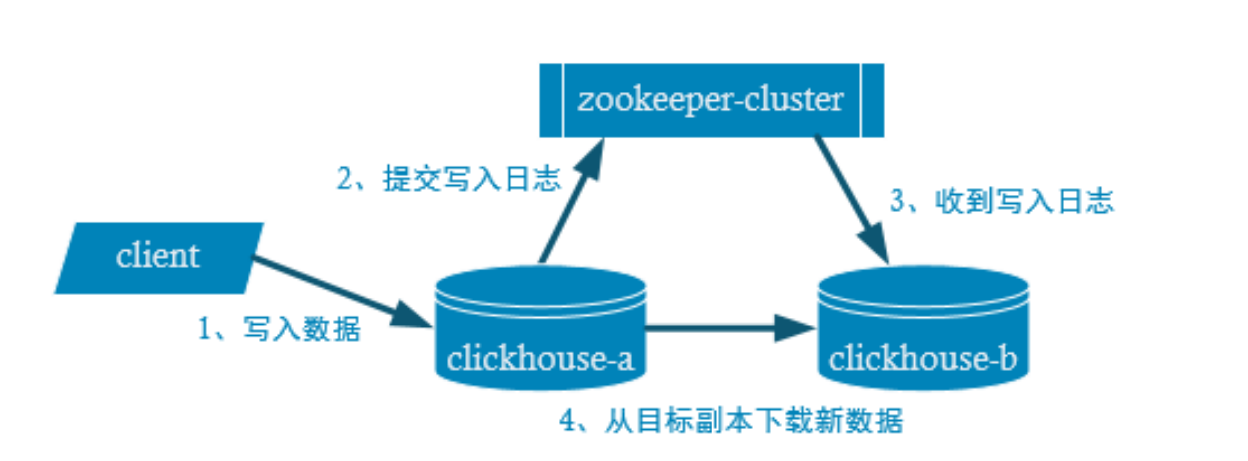 zookeeper-cluster
2、提交写入日志
3、收到写入日志
client
1、写入数据
clickhouse-a
clickhouse-b
4、从目标副本下载新数据